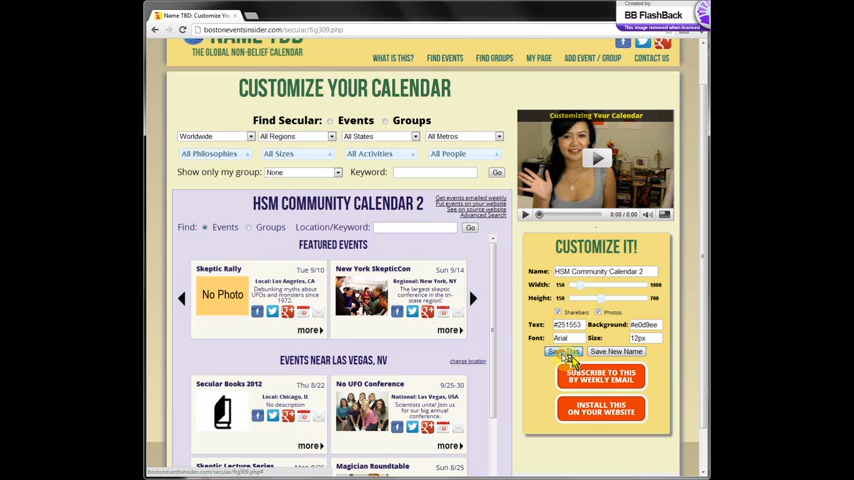 Created by
BB FlashBack
This image removed when licensed
Name TBD: Customize Yo
bostoneventsinsider.com/secular/fig309.php
NAME TBD
THE GLOBAL NON-BELIEF CALENDAR
WHAT IS THIS? FIND EVENTS FIND GROUPS MY PAGE ADD EVENT / GROUP CONTACT US
CUSTOMIZE YOUR CALENDAR
Find Secular: Events Groups
Worldwide All Regions All States All Metros
All Philosophies All Sizes All Activities All People
Show only my group: None Keyword: Go
Customizing Your Calendar
0:00 / 0:00
HSM COMMUNITY CALENDAR 2
Get events emailed weekly
Put events on your website
See on source website
Advanced Search
Find: Events Groups Location/Keyword: Go
FEATURED EVENTS
Skeptic Rally Tue 9/10
No Photo
Local: Los Angeles, CA
Debunking myths about
UFOs and monsters since
1972.
more
New York SkepticCon Sun 9/14
Regional: New York, NY
The largest skeptic
conference in the tri-
state region!
more
EVENTS NEAR LAS VEGAS, NV
change location
Secular Books 2012 Thu 8/22
Local: Chicago, IL
No description
more
No UFO Conference 9/25-30
National: Las Vegas, USA
Scientists unite! Join us
for our big annual
conference.
more
Secular Lecture Series
Magician Roundtable Sun 8/25
CUSTOMIZE IT!
Name: HSM Community Calendar 2
Width: 150 1000
Height: 150 700
Sharebars Photos
Text: #251553 Background: #e0d9ee
Font: Arial Size: 12px
Save This Save New Name
SUBSCRIBE TO THIS
BY WEEKLY EMAIL
INSTALL THIS
ON YOUR WEBSITE
bostoneventsinsider.com/secular/fig309.php#